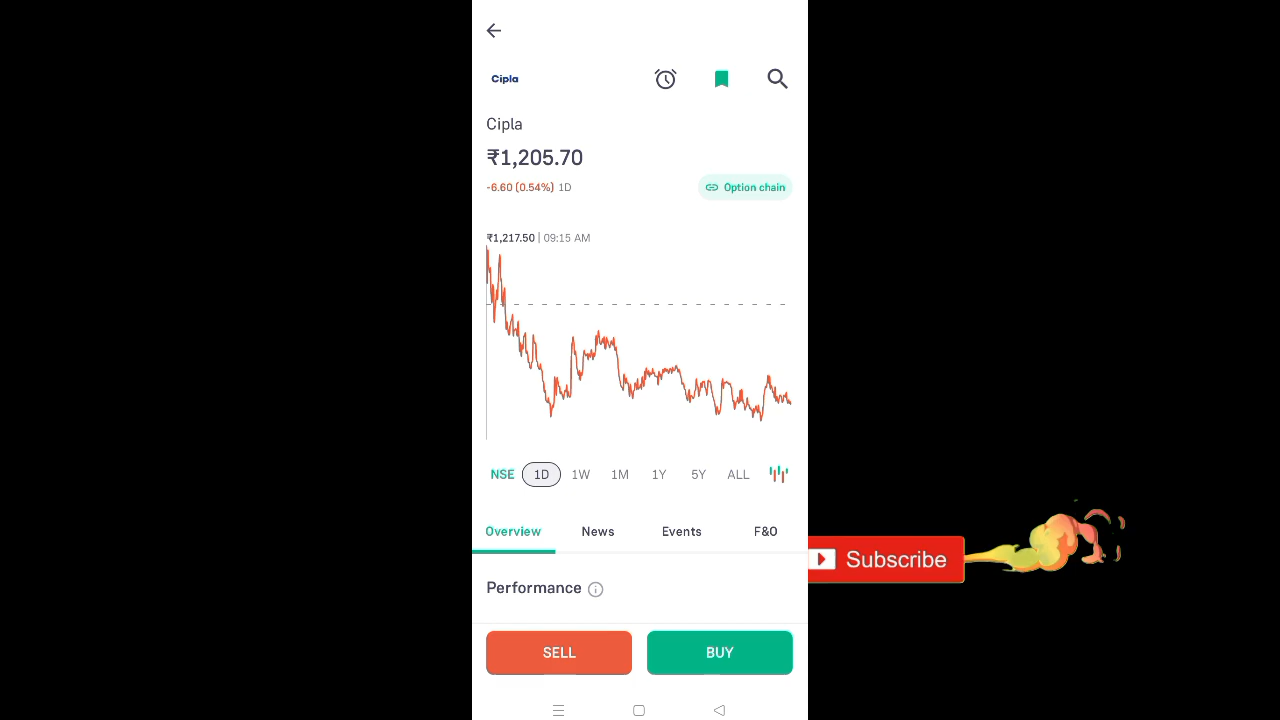 Cipla
Cipla
₹1,205.70
-6.60 (0.54%) 1D
Option chain
₹1,217.50 | 09:15 AM
NSE 1D 1W 1M 1Y 5Y ALL
Overview News Events F&O
Subscribe
Performance
SELL BUY